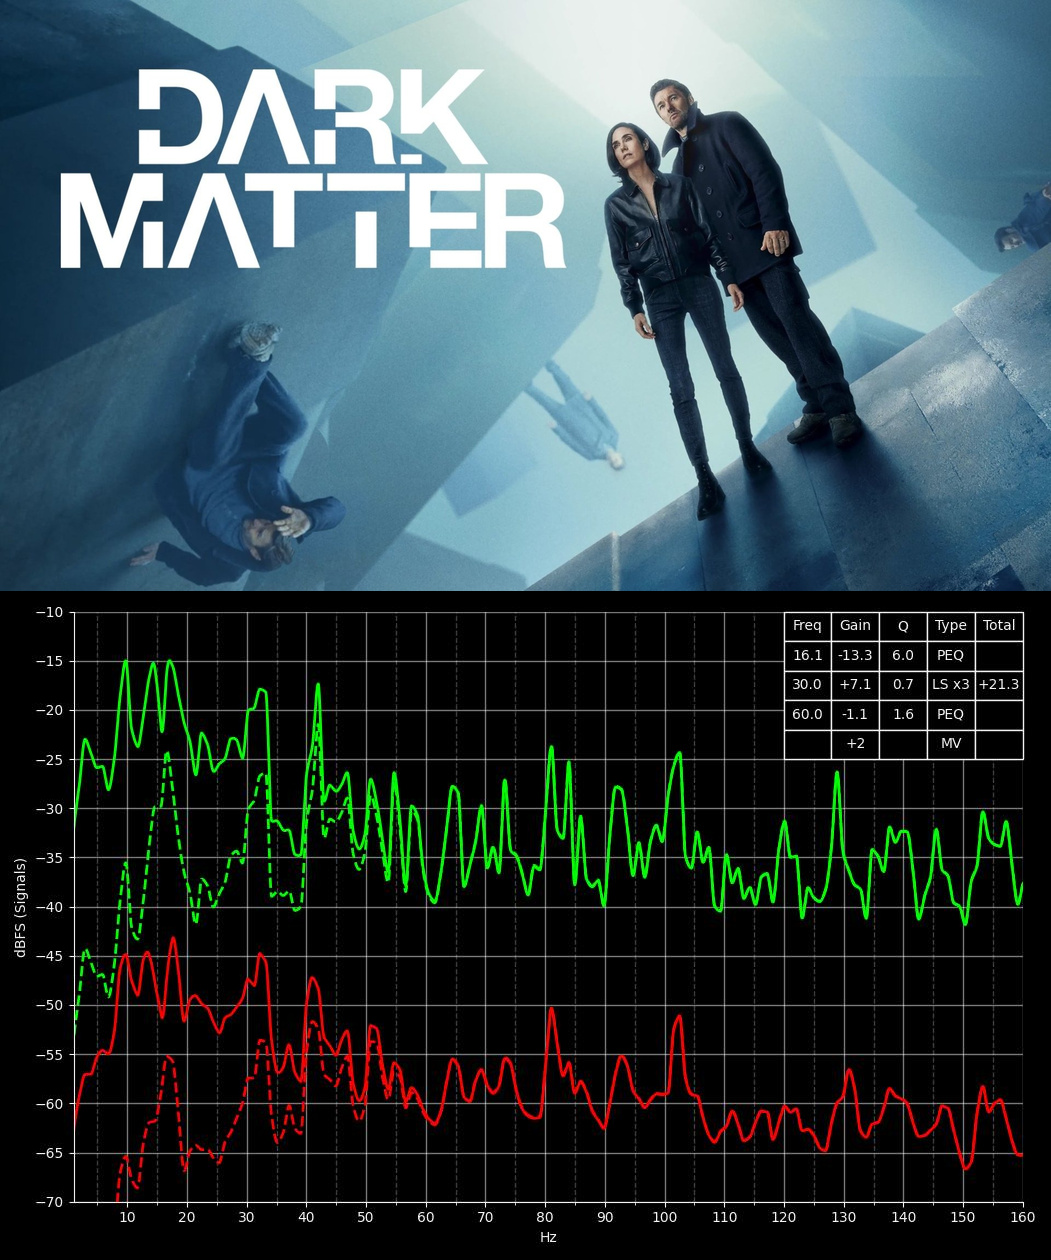 DARK
MATTER
Freq Gain Q Type Total
16.1 -13.3 6.0 PEQ
30.0 +7.1 0.7 LS x3 +21.3
60.0 -1.1 1.6 PEQ
+2 MV
−10
−15
−20
−25
−30
−35
−40
−45
−50
−55
−60
−65
−70
dBFS (Signals)
10 20 30 40 50 60 70 80 90 100 110 120 130 140 150 160
Hz